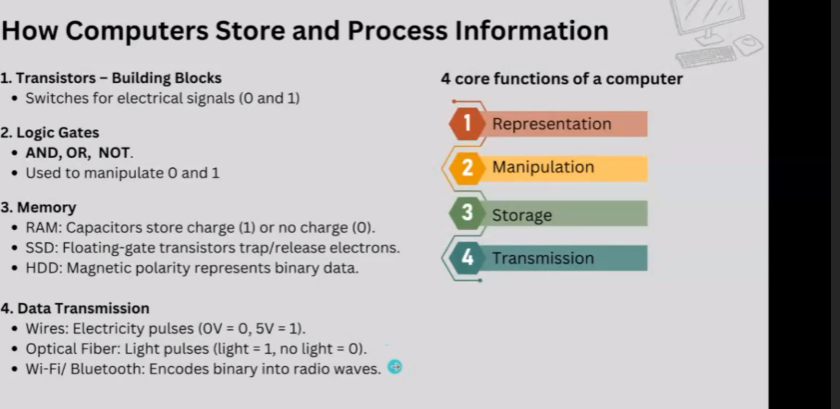 How Computers Store and Process Information
1. Transistors – Building Blocks
• Switches for electrical signals (0 and 1)
2. Logic Gates
• AND, OR, NOT.
• Used to manipulate 0 and 1
3. Memory
• RAM: Capacitors store charge (1) or no charge (0).
• SSD: Floating-gate transistors trap/release electrons.
• HDD: Magnetic polarity represents binary data.
4. Data Transmission
• Wires: Electricity pulses (0V = 0, 5V = 1).
• Optical Fiber: Light pulses (light = 1, no light = 0).
• Wi-Fi/ Bluetooth: Encodes binary into radio waves.
4 core functions of a computer
1 Representation
2 Manipulation
3 Storage
4 Transmission